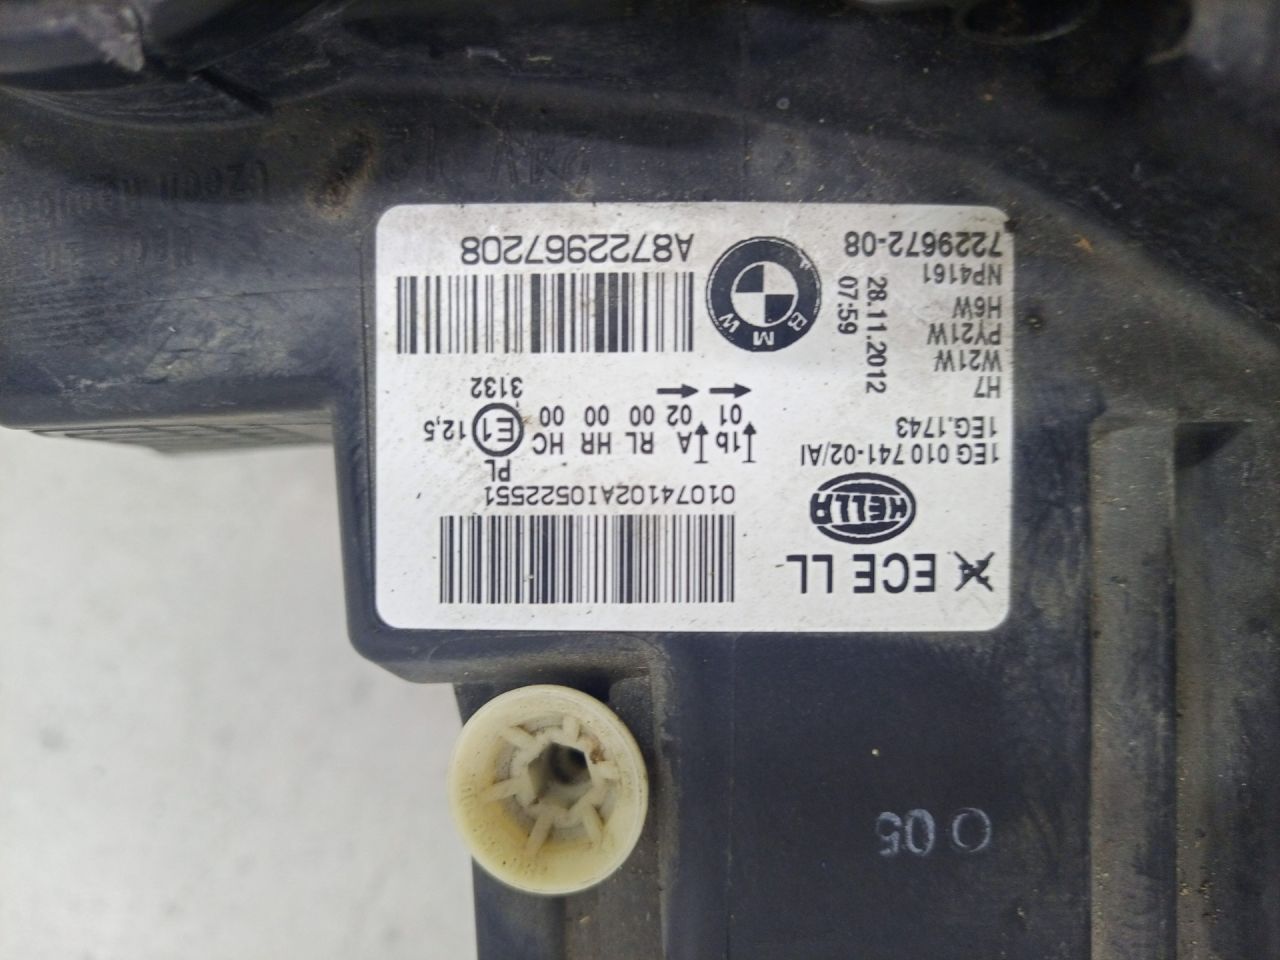 O 05
ECE LL
HELLA
01074102AI05222551
1EG 010 741-02/AI
1EG.1743
PL
1b A RL HR HC
01 02 00 00 00
E1 12,5
3132
H7
W21W
PY21W
H6W
NP4161
7229672-08
28.11.2012
07:59
BMW
A8722967208
Czech